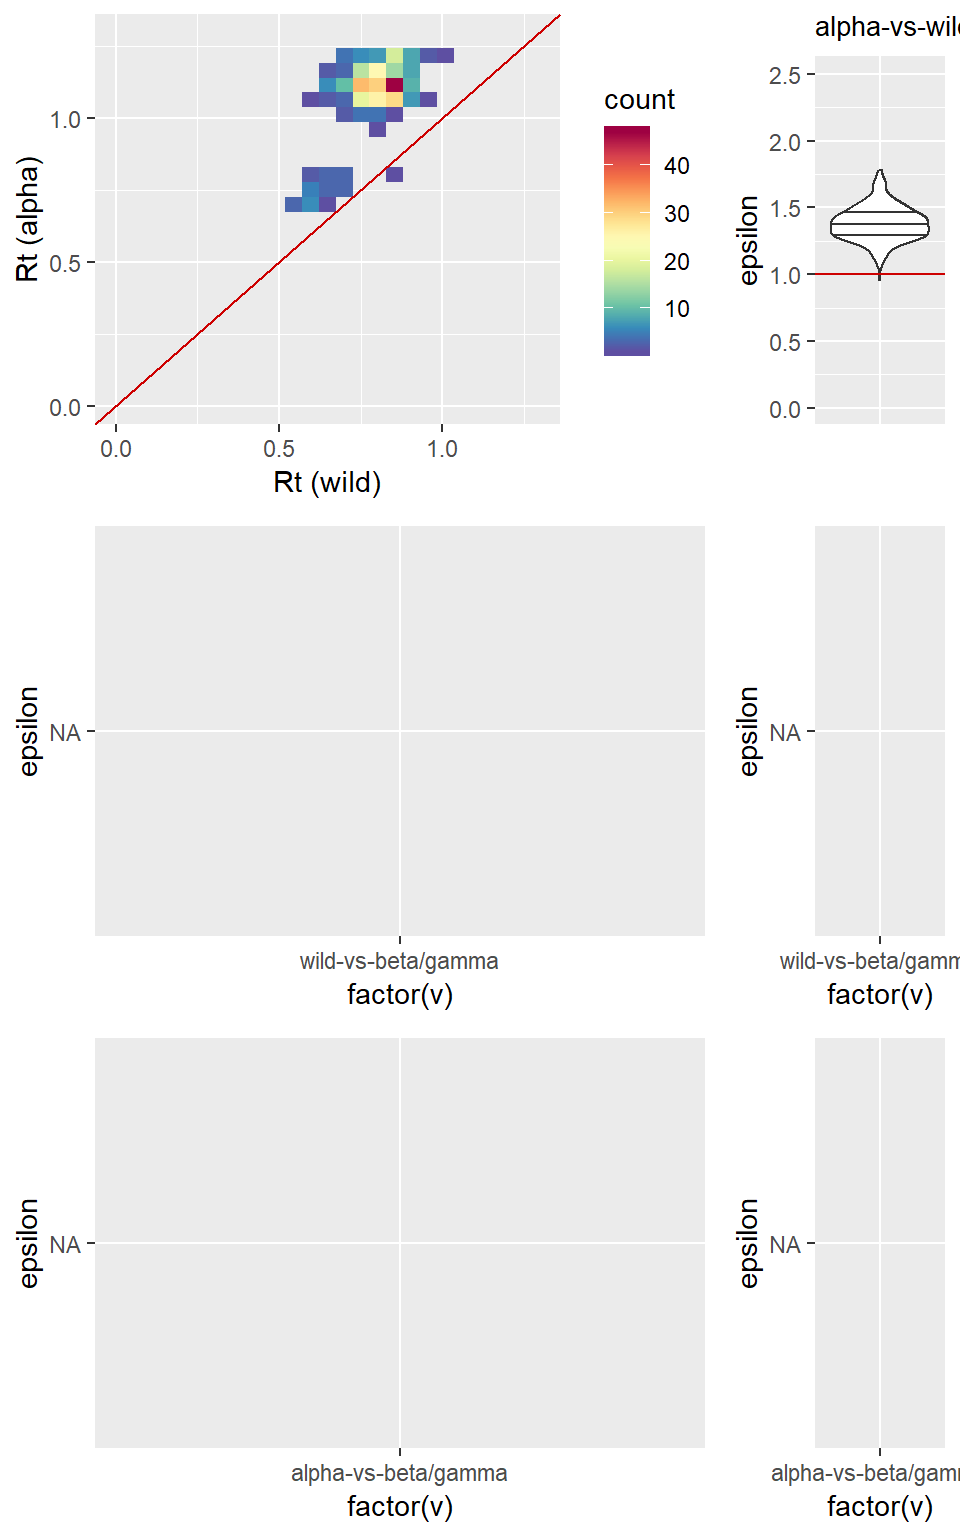 alpha-vs-wil
count
Rt (alpha)
1.0
0.5
0.0
0.0
0.5
1.0
Rt (wild)
40
30
20
10
epsilon
2.5
2.0
1.5
1.0
0.5
0.0
epsilon
NA
wild-vs-beta/gamma
factor(v)
epsilon
NA
wild-vs-beta/gamm
factor(v)
epsilon
NA
alpha-vs-beta/gamma
factor(v)
epsilon
NA
alpha-vs-beta/gamm
factor(v)